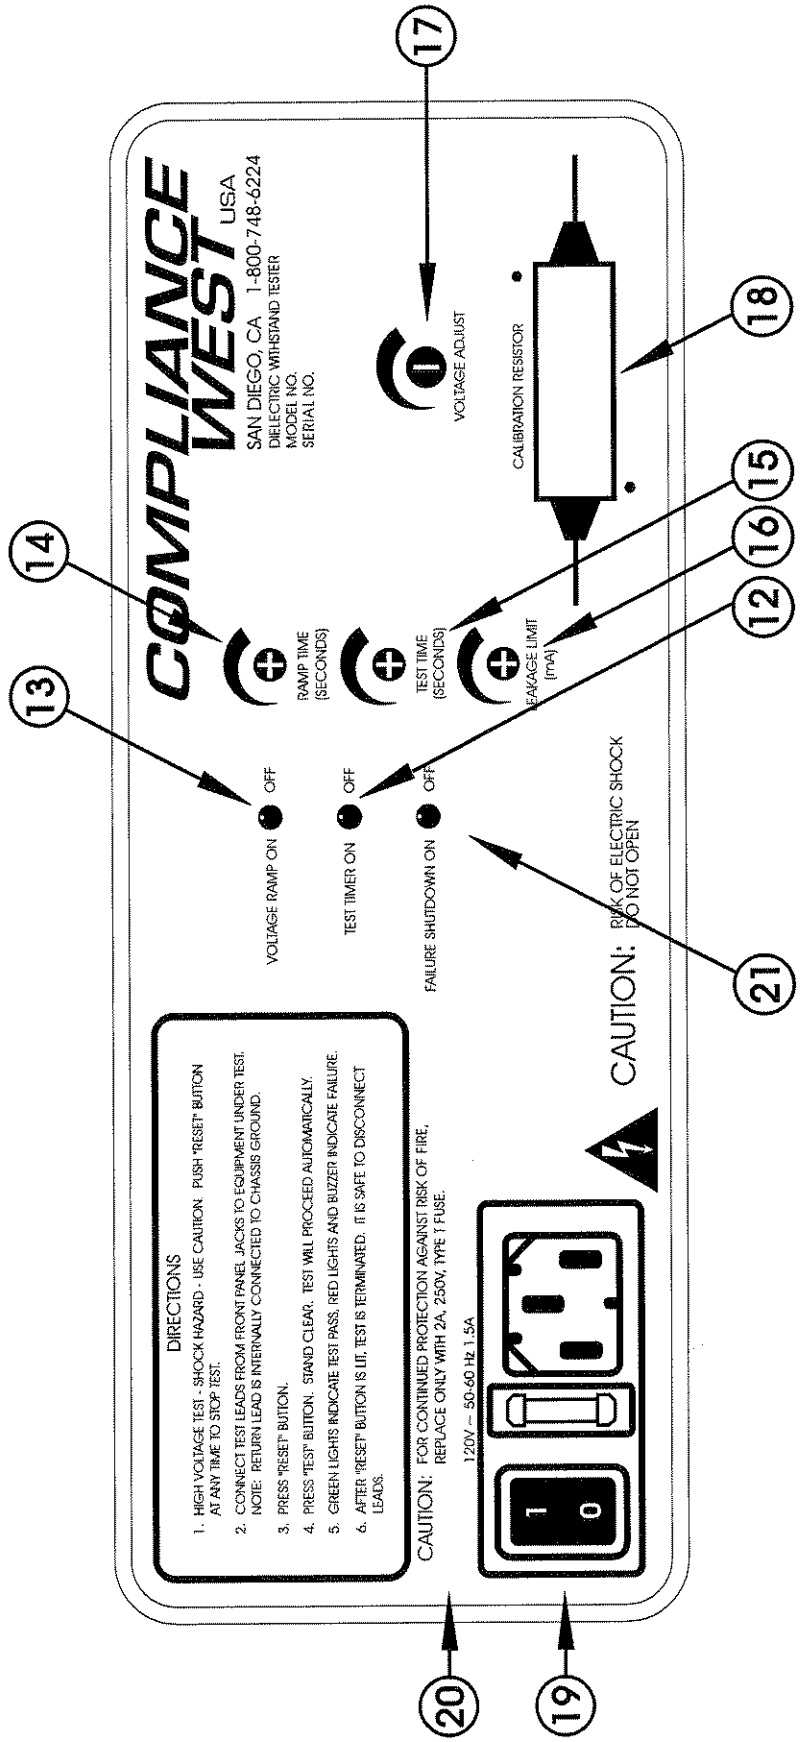 COMPLIANCE
WEST USA
SAN DIEGO, CA 1-800-748-6224
DIELECTRIC WITHSTAND TESTER
MODEL NO.
SERIAL NO.
DIRECTIONS
1. HIGH VOLTAGE TEST - SHOCK HAZARD - USE CAUTION. PUSH "RESET" BUTTON
AT ANY TIME TO STOP TEST.
2. CONNECT TEST LEADS FROM FRONT PANEL JACKS TO EQUIPMENT UNDER TEST.
NOTE: RETURN LEAD IS INTERNALLY CONNECTED TO CHASSIS GROUND.
3. PRESS "RESET" BUTTON.
4. PRESS "TEST" BUTTON. STAND CLEAR. TEST WILL PROCEED AUTOMATICALLY.
5. GREEN LIGHTS INDICATE TEST PASS, RED LIGHTS AND BUZZER INDICATE FAILURE.
6. AFTER "RESET" BUTTON IS LIT, TEST IS TERMINATED. IT IS SAFE TO DISCONNECT
LEADS.
VOLTAGE RAMP ON OFF
TEST TIMER ON OFF
FAILURE SHUTDOWN ON OFF
RAMP TIME
(SECONDS)
TEST TIME
(SECONDS)
LEAKAGE LIMIT
(mA)
VOLTAGE ADJUST
CALIBRATION RESISTOR
CAUTION: FOR CONTINUED PROTECTION AGAINST RISK OF FIRE,
REPLACE ONLY WITH 2A, 250V, TYPE T FUSE.
120V ~ 50-60 Hz 1.5A
1
0
CAUTION: RISK OF ELECTRIC SHOCK
DO NOT OPEN
13
14
17
20
19
21
12
16
15
18